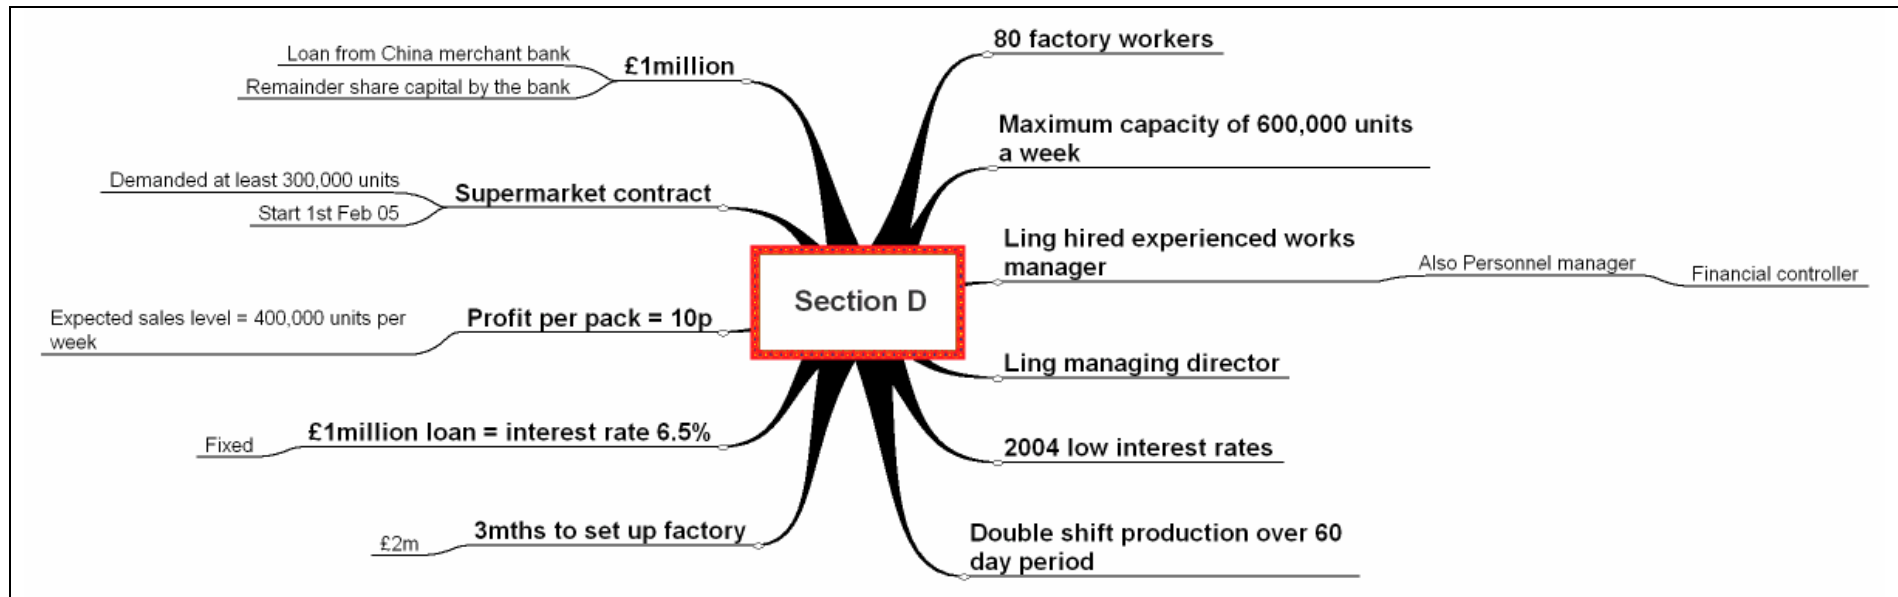 Loan from China merchant bank
Remainder share capital by the bank
£1million
Demanded at least 300,000 units
Start 1st Feb 05
Supermarket contract
Expected sales level = 400,000 units per
week
Profit per pack = 10p
Fixed
£1million loan = interest rate 6.5%
£2m
3mths to set up factory
Section D
80 factory workers
Maximum capacity of 600,000 units
a week
Ling hired experienced works
manager
Also Personnel manager
Financial controller
Ling managing director
2004 low interest rates
Double shift production over 60
day period